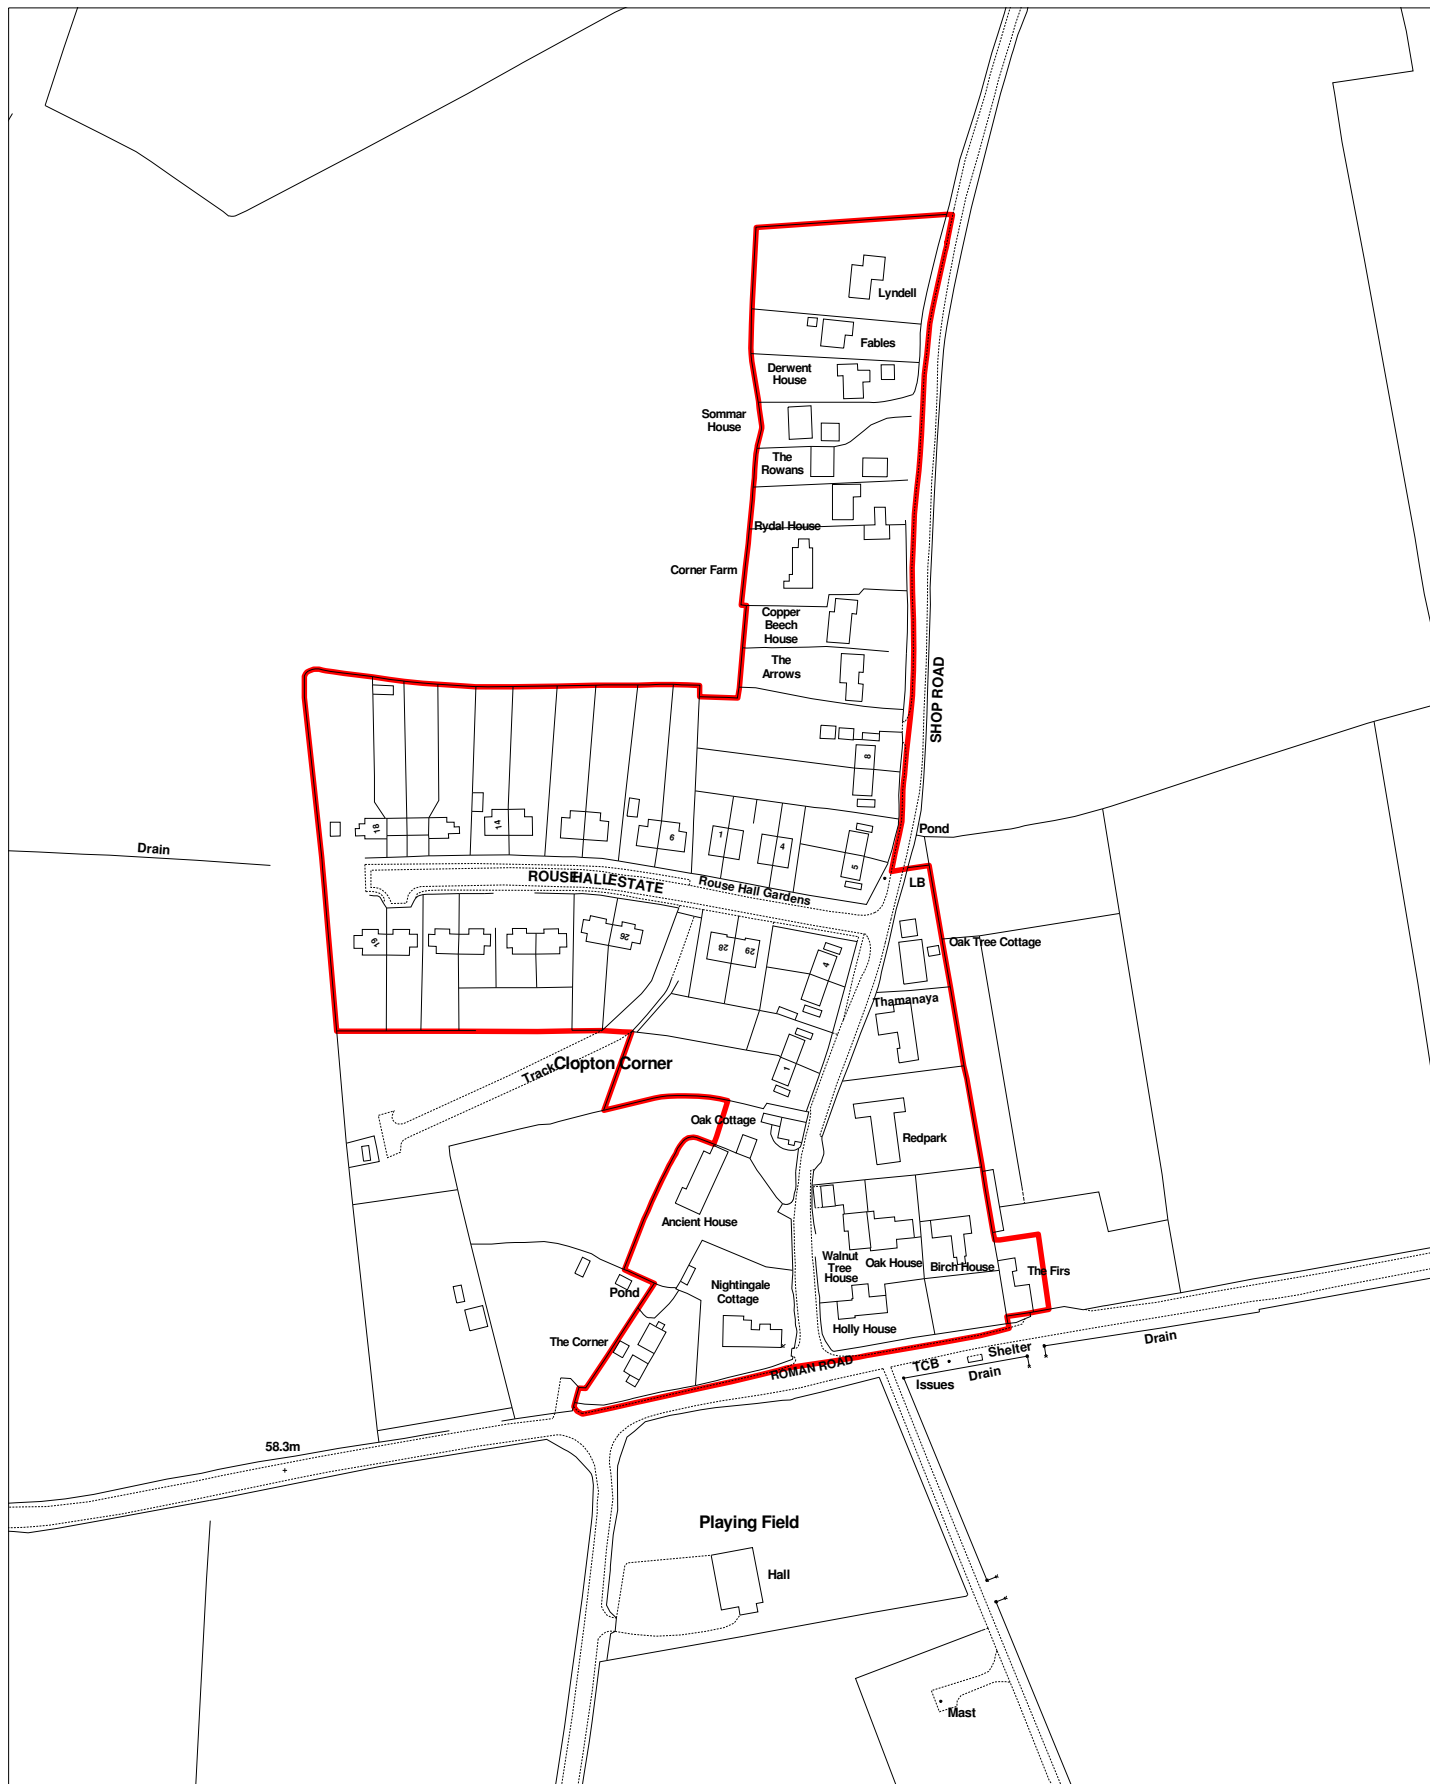 Lyndell
Fables
Derwent
House
Sommar
House
The
Rowans
Rydal House
Corner Farm
Copper
Beech
House
The
Arrows
SHOP ROAD
8
18
14
6
1
4
5
Pond
Drain
ROUSE HALL ESTATE
Rouse Hall Gardens
LB
19
26
28
29
4
Oak Tree Cottage
Thamanaya
Clopton Corner
Track
1
Oak Cottage
Redpark
Ancient House
Walnut
Tree
House
Oak House
Birch House
The Firs
Pond
Nightingale
Cottage
The Corner
Holly House
ROMAN ROAD
TCB
Shelter
Drain
Issues
Drain
58.3m
Playing Field
Hall
Mast